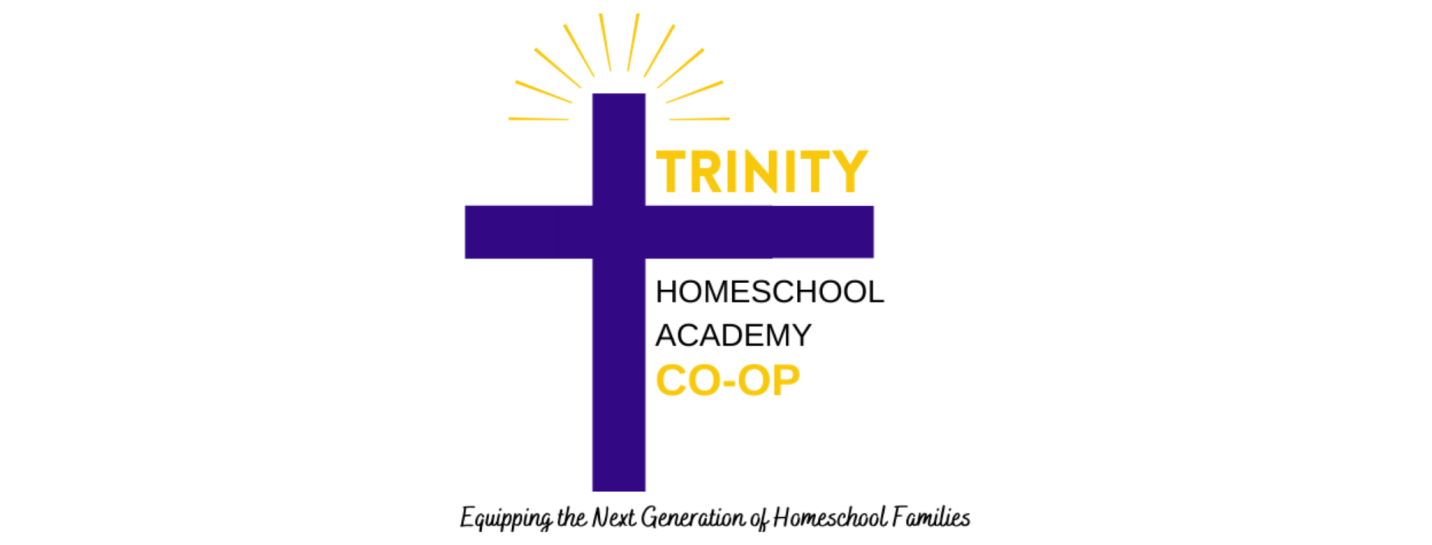 TRINITY
HOMESCHOOL
ACADEMY
CO-OP
Equipping the Next Generation of Homeschool Families